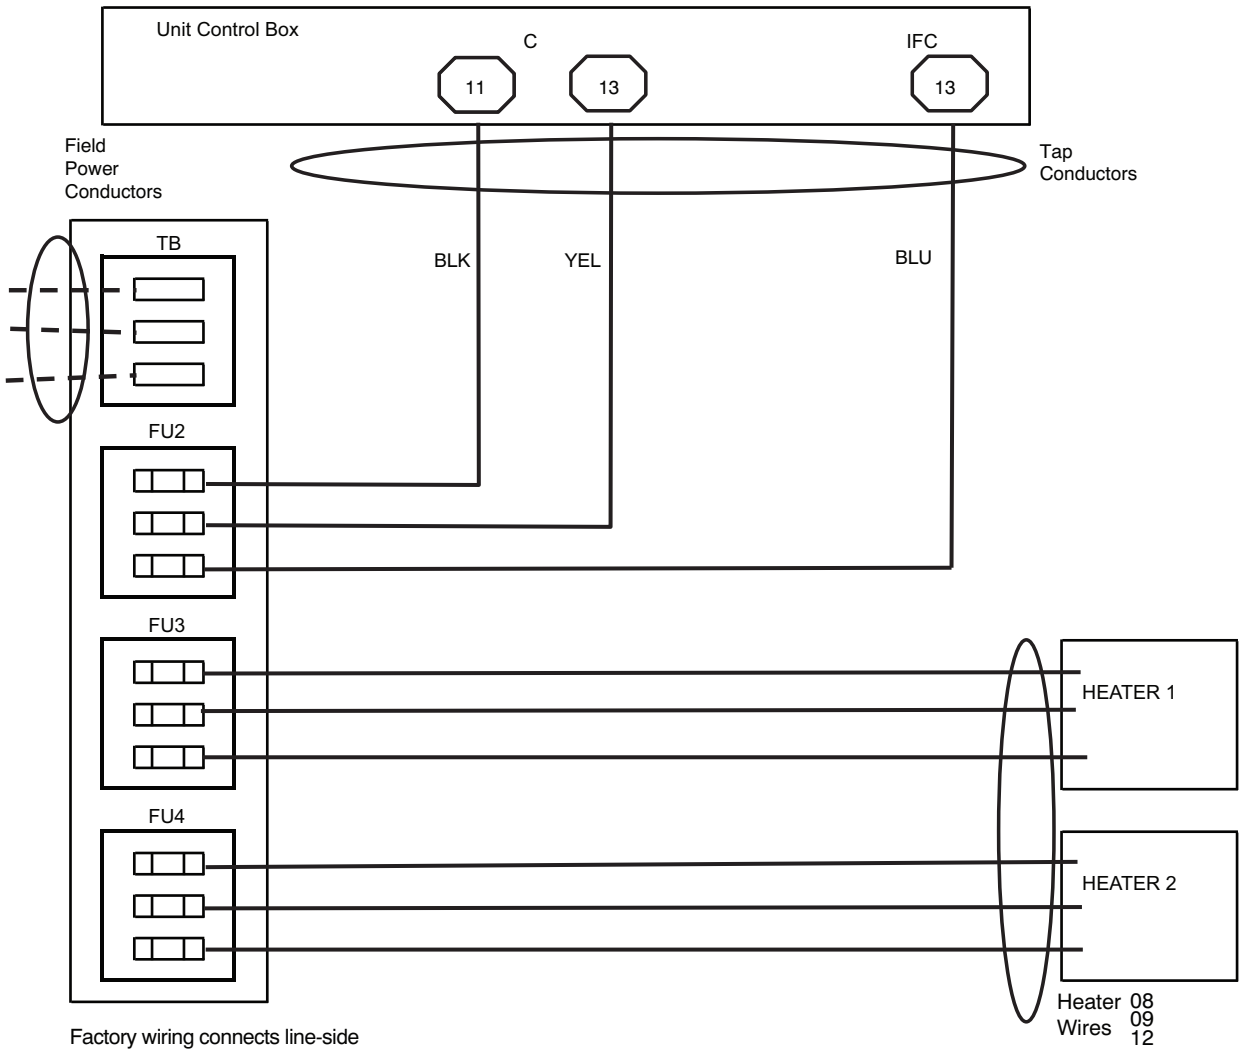 Unit Control Box
C
IFC
11
13
13
Field
Power
Conductors
Tap
Conductors
TB
BLK
YEL
BLU
FU2
FU3
HEATER 1
FU4
HEATER 2
Heater 08
09
Wires
12
Factory wiring connects line-side